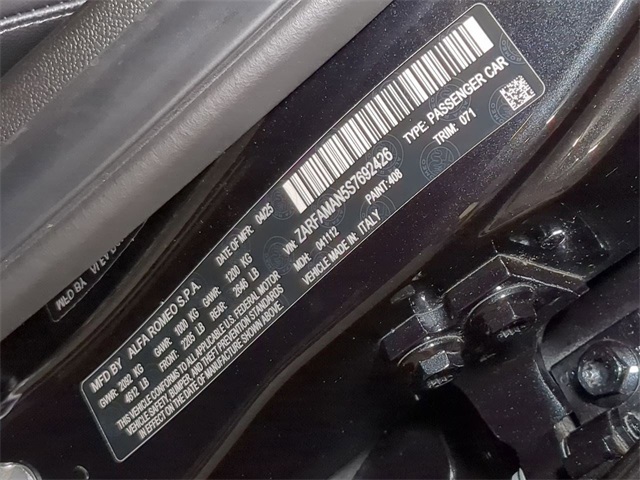 MFD BY ALFA ROMEO S.P.A. DATE OF MFR 04/25
GVWR: 2092 KG GAWR: 1000 KG GAWR: 1200 KG
4612 LB FRONT: 2205 LB REAR: 2646 LB
THIS VEHICLE CONFORMS TO ALL APPLICABLE U.S. FEDERAL MOTOR
VEHICLE SAFETY, BUMPER, AND THEFT PREVENTION STANDARDS
IN EFFECT ON THE DATE OF MANUFACTURE SHOWN ABOVE.
VIN: ZARFAMAN5S7692426 TYPE: PASSENGER CAR
MDH: 041112 PAINT: 408 TRIM: 071
VEHICLE MADE IN: ITALY